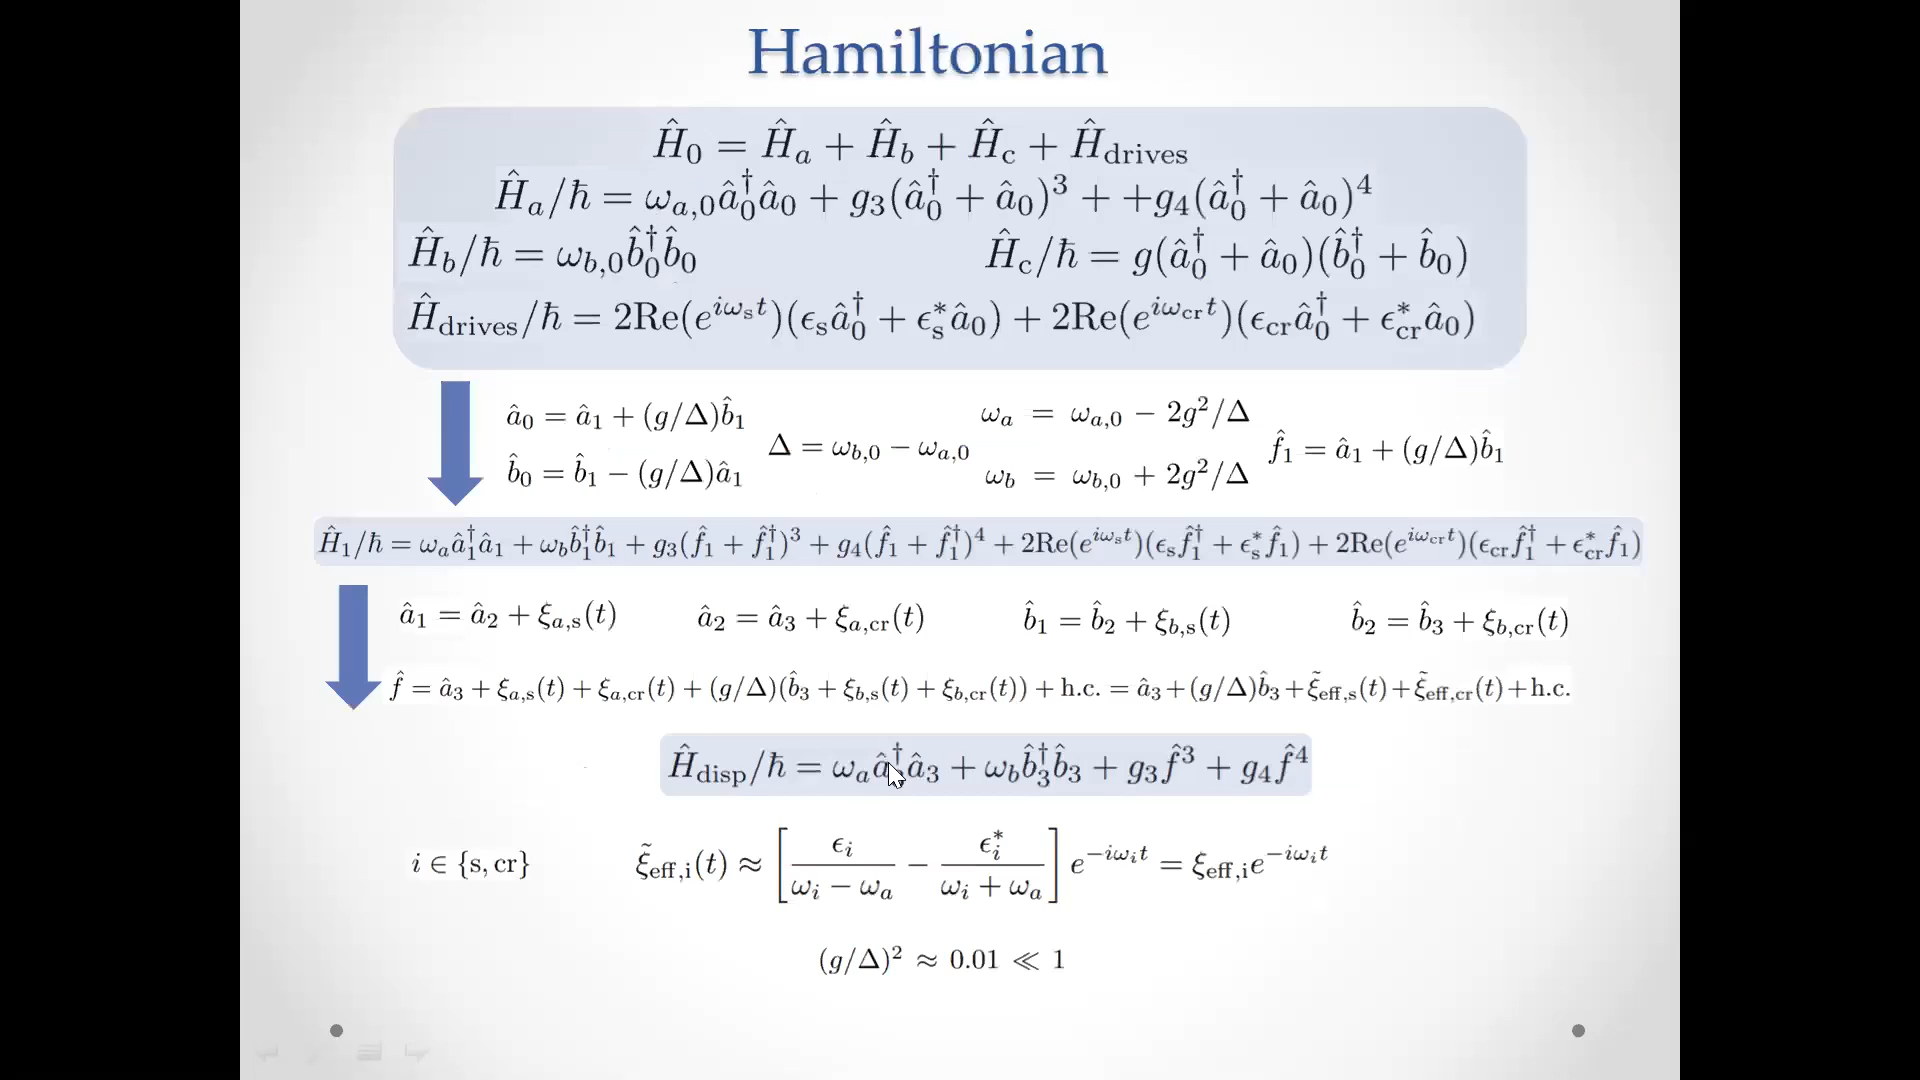 Hamiltonian
Ĥ₀ = Ĥₐ + Ĥ_b + Ĥ_c + Ĥ_drives
Ĥₐ/ħ = ω_{a,0}â₀†â₀ + g₃(â₀† + â₀)³ + +g₄(â₀† + â₀)⁴
Ĥ_b/ħ = ω_{b,0}b̂₀†b̂₀ Ĥ_c/ħ = g(â₀† + â₀)(b̂₀† + b̂₀)
Ĥ_drives/ħ = 2Re(e^{iω_s t})(ϵ_s â₀† + ϵ_s* â₀) + 2Re(e^{iω_cr t})(ϵ_cr â₀† + ϵ_cr* â₀)
â₀ = â₁ + (g/Δ)b̂₁
b̂₀ = b̂₁ − (g/Δ)â₁
Δ = ω_{b,0} − ω_{a,0}
ωₐ = ω_{a,0} − 2g²/Δ
ω_b = ω_{b,0} + 2g²/Δ
f̂₁ = â₁ + (g/Δ)b̂₁
Ĥ₁/ħ = ωₐâ₁†â₁ + ω_b b̂₁†b̂₁ + g₃(f̂₁ + f̂₁†)³ + g₄(f̂₁ + f̂₁†)⁴ + 2Re(e^{iω_s t})(ϵ_s f̂₁† + ϵ_s* f̂₁) + 2Re(e^{iω_cr t})(ϵ_cr f̂₁† + ϵ_cr* f̂₁)
â₁ = â₂ + ξ_{a,s}(t) â₂ = â₃ + ξ_{a,cr}(t) b̂₁ = b̂₂ + ξ_{b,s}(t) b̂₂ = b̂₃ + ξ_{b,cr}(t)
f̂ = â₃ + ξ_{a,s}(t) + ξ_{a,cr}(t) + (g/Δ)(b̂₃ + ξ_{b,s}(t) + ξ_{b,cr}(t)) + h.c. = â₃ + (g/Δ)b̂₃ + ξ̃_{eff,s}(t) + ξ̃_{eff,cr}(t) + h.c.
Ĥ_disp/ħ = ωₐâ₃†â₃ + ω_b b̂₃†b̂₃ + g₃f̂³ + g₄f̂⁴
i ∈ {s, cr} ξ̃_{eff,i}(t) ≈ [ϵ_i/(ω_i − ωₐ) − ϵ_i*/(ω_i + ωₐ)] e^{−iω_i t} = ξ_{eff,i}e^{−iω_i t}
(g/Δ)² ≈ 0.01 ≪ 1